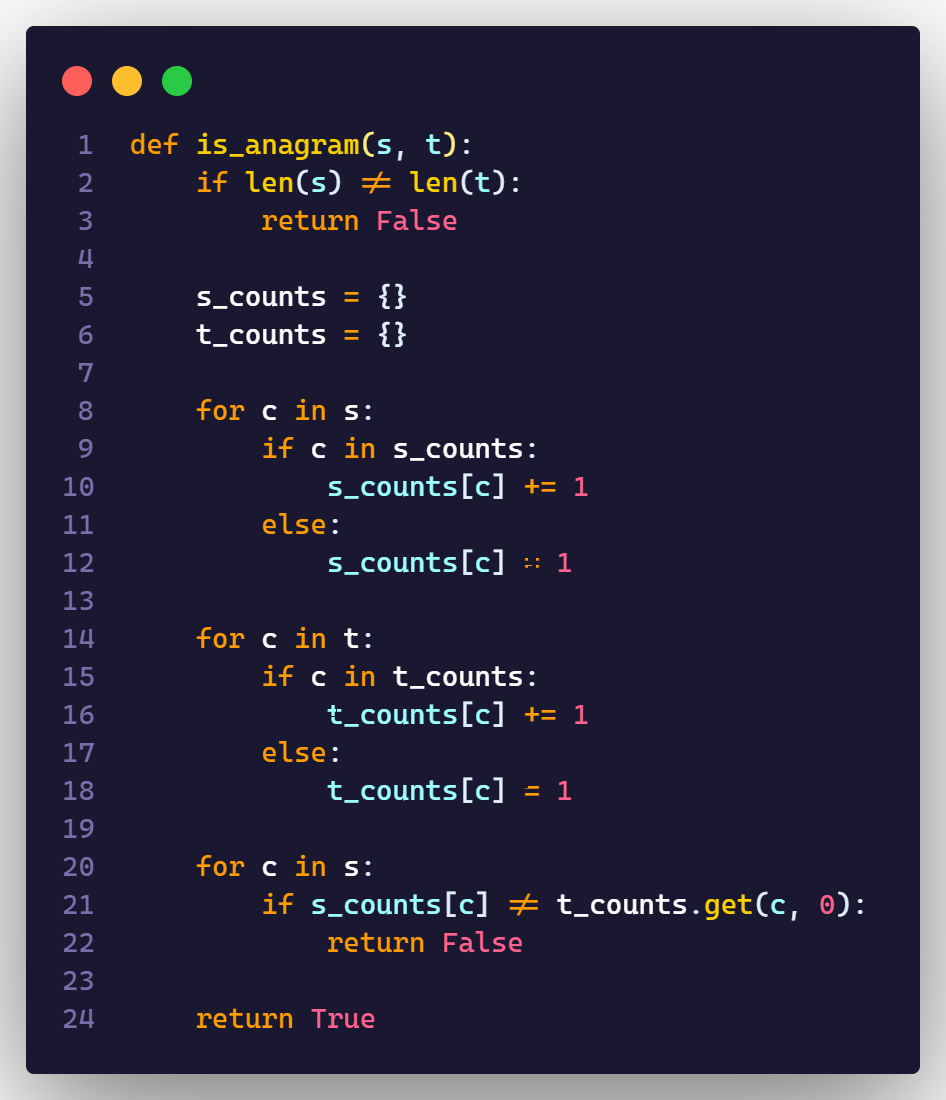 1 def is_anagram(s, t):
2     if len(s) != len(t):
3         return False
4
5     s_counts = {}
6     t_counts = {}
7
8     for c in s:
9         if c in s_counts:
10             s_counts[c] += 1
11         else:
12             s_counts[c] = 1
13
14     for c in t:
15         if c in t_counts:
16             t_counts[c] += 1
17         else:
18             t_counts[c] = 1
19
20     for c in s:
21         if s_counts[c] != t_counts.get(c, 0):
22             return False
23
24     return True